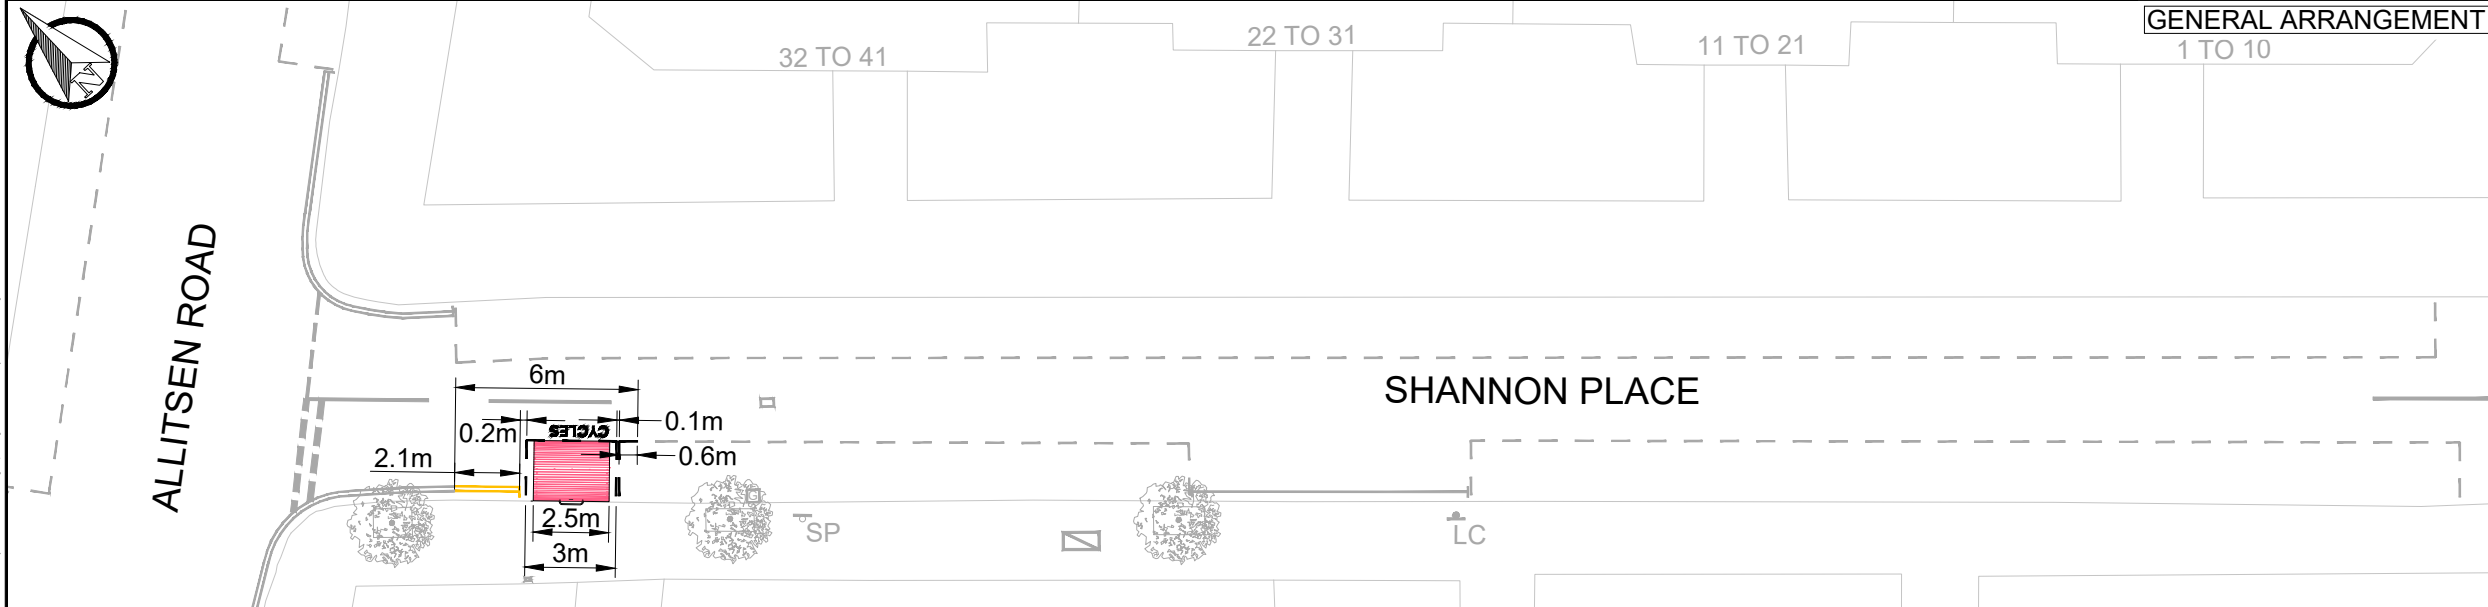 GENERAL ARRANGEMENT
32 TO 41
22 TO 31
11 TO 21
1 TO 10
N
ALLITSEN ROAD
SHANNON PLACE
6m
0.2m
CYCLES
0.1m
2.1m
0.6m
G
2.5m
3m
SP
LC